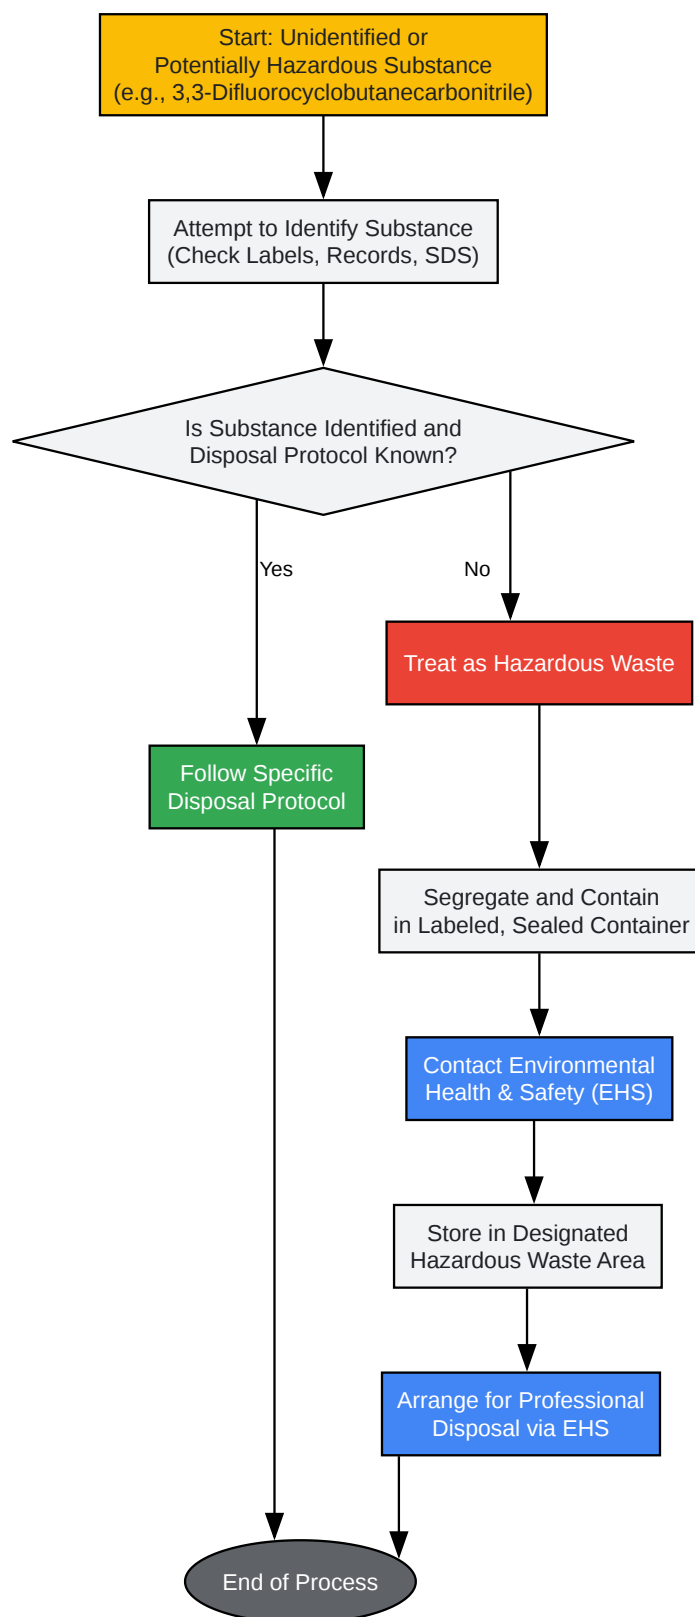 Start: Unidentified or
Potentially Hazardous Substance
(e.g., 3,3-Difluorocyclobutanecarbonitrile)
Attempt to Identify Substance
(Check Labels, Records, SDS)
Is Substance Identified and
Disposal Protocol Known?
Yes
No
Treat as Hazardous Waste
Follow Specific
Disposal Protocol
Segregate and Contain
in Labeled, Sealed Container
Contact Environmental
Health & Safety (EHS)
Store in Designated
Hazardous Waste Area
Arrange for Professional
Disposal via EHS
End of Process